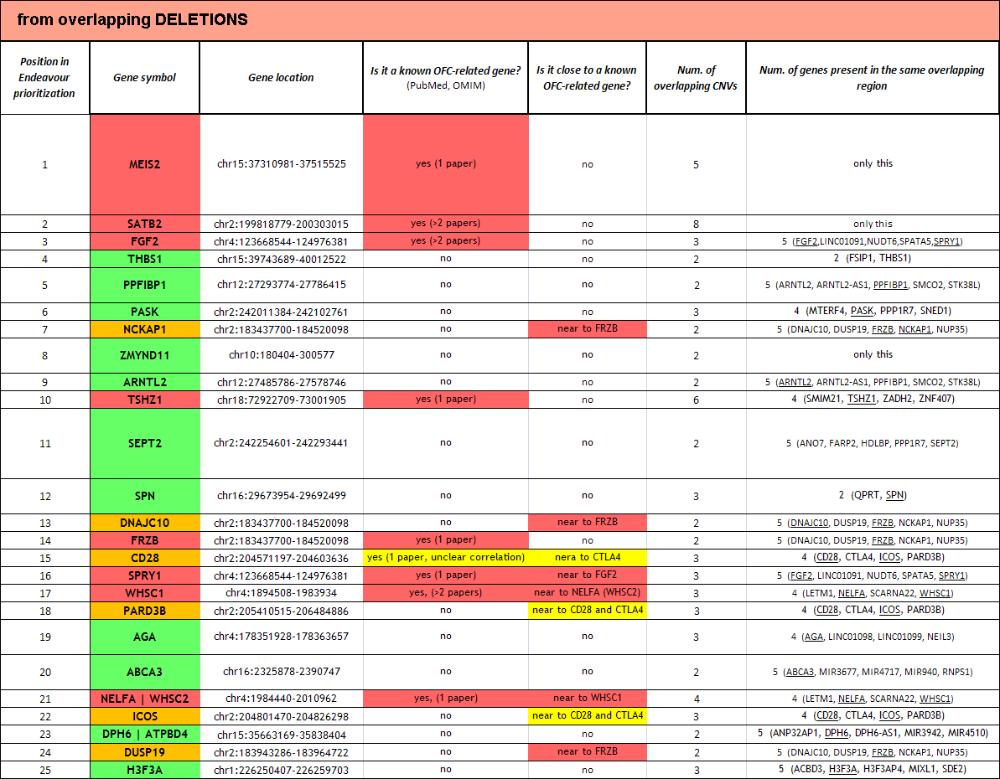 from overlapping DELETIONS
Position in Endeavour prioritization | Gene symbol | Gene location | Is it a known OFC-related gene? (PubMed, OMIM) | Is it close to a known OFC-related gene? | Num. of overlapping CNVs | Num. of genes present in the same overlapping region
1 | MEIS2 | chr15:37310981-37515525 | yes (1 paper) | no | 5 | only this
2 | SATB2 | chr2:199818779-200303015 | yes (>2 papers) | no | 8 | only this
3 | FGF2 | chr4:123668544-124976381 | yes (>2 papers) | no | 3 | 5 (FGF2,LINC01091,NUDT6,SPATA5,SPRY1)
4 | THBS1 | chr15:39743689-40012522 | no | no | 2 | 2 (FSIP1, THBS1)
5 | PPFIBP1 | chr12:27293774-27786415 | no | no | 2 | 5 (ARNTL2, ARNTL2-AS1, PPFIBP1, SMCO2, STK38L)
6 | PASK | chr2:242011384-242102761 | no | no | 3 | 4 (MTERF4, PASK, PPP1R7, SNED1)
7 | NCKAP1 | chr2:183437700-184520098 | no | near to FRZB | 2 | 5 (DNAJC10, DUSP19, FRZB, NCKAP1, NUP35)
8 | ZMYND11 | chr10:180404-300577 | no | no | 2 | only this
9 | ARNTL2 | chr12:27485786-27578746 | no | no | 2 | 5 (ARNTL2, ARNTL2-AS1, PPFIBP1, SMCO2, STK38L)
10 | TSHZ1 | chr18:72922709-73001905 | yes (1 paper) | no | 6 | 4 (SMIM21, TSHZ1, ZADH2, ZNF407)
11 | SEPT2 | chr2:242254601-242293441 | no | no | 2 | 5 (ANO7, FARP2, HDLBP, PPP1R7, SEPT2)
12 | SPN | chr16:29673954-29692499 | no | no | 3 | 2 (QPRT, SPN)
13 | DNAJC10 | chr2:183437700-184520098 | no | near to FRZB | 2 | 5 (DNAJC10, DUSP19, FRZB, NCKAP1, NUP35)
14 | FRZB | chr2:183437700-184520098 | yes (1 paper) | no | 2 | 5 (DNAJC10, DUSP19, FRZB, NCKAP1, NUP35)
15 | CD28 | chr2:204571197-204603636 | yes (1 paper, unclear correlation) | nera to CTLA4 | 3 | 4 (CD28, CTLA4, ICOS, PARD3B)
16 | SPRY1 | chr4:123668544-124976381 | yes (1 paper) | near to FGF2 | 3 | 5 (FGF2, LINC01091, NUDT6, SPATA5, SPRY1)
17 | WHSC1 | chr4:1894508-1983934 | yes, (>2 papers) | near to NELFA (WHSC2) | 3 | 4 (LETM1, NELFA, SCARNA22, WHSC1)
18 | PARD3B | chr2:205410515-206484886 | no | near to CD28 and CTLA4 | 3 | 4 (CD28, CTLA4, ICOS, PARD3B)
19 | AGA | chr4:178351928-178363657 | no | no | 3 | 4 (AGA, LINC01098, LINC01099, NEIL3)
20 | ABCA3 | chr16:2325878-2390747 | no | no | 2 | 5 (ABCA3, MIR3677, MIR4717, MIR940, RNPS1)
21 | NELFA | WHSC2 | chr4:1984440-2010962 | yes, (1 paper) | near to WHSC1 | 4 | 4 (LETM1, NELFA, SCARNA22, WHSC1)
22 | ICOS | chr2:204801470-204826298 | no | near to CD28 and CTLA4 | 3 | 4 (CD28, CTLA4, ICOS, PARD3B)
23 | DPH6 | ATPBD4 | chr15:35663169-35838404 | no | no | 2 | 5 (ANP32AP1, DPH6, DPH6-AS1, MIR3942, MIR4510)
24 | DUSP19 | chr2:183943286-183964722 | no | near to FRZB | 2 | 5 (DNAJC10, DUSP19, FRZB, NCKAP1, NUP35)
25 | H3F3A | chr1:226250407-226259703 | no | no | 3 | 5 (ACBD3, H3F3A, H3F3AP4, MIXL1, SDE2)